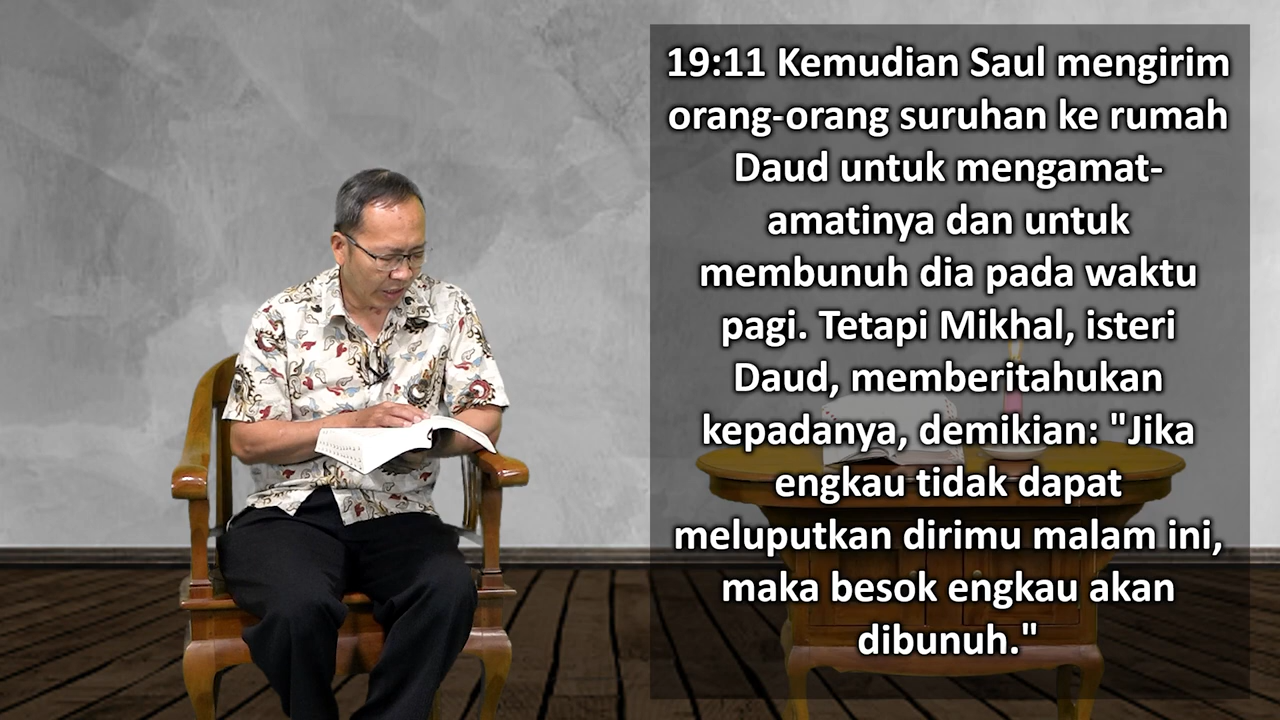 19:11 Kemudian Saul mengirim
orang-orang suruhan ke rumah
Daud untuk mengamat-
amatinya dan untuk
membunuh dia pada waktu
pagi. Tetapi Mikhal, isteri
Daud, memberitahukan
kepadanya, demikian: "Jika
engkau tidak dapat
meluputkan dirimu malam ini,
maka besok engkau akan
dibunuh."